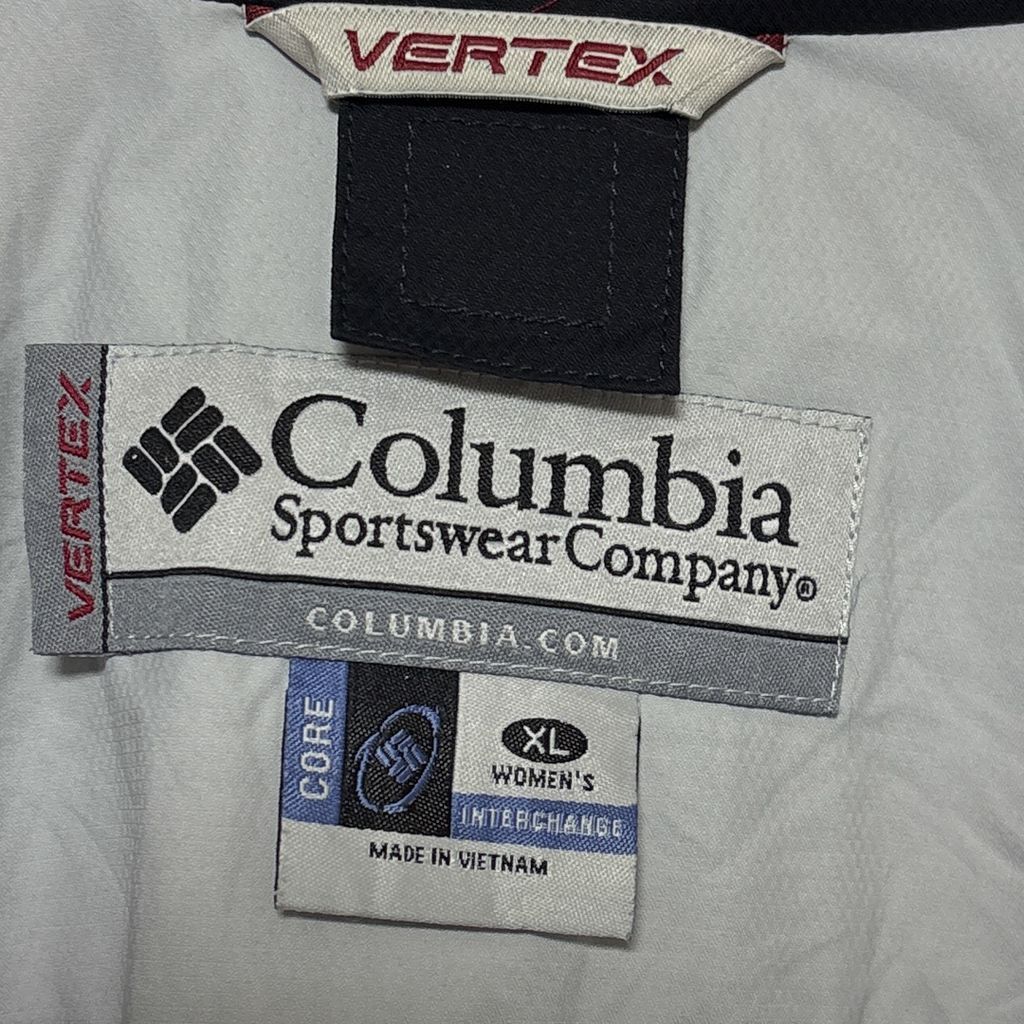 VERTEX
VERTEX
Columbia
Sportswear Company®
COLUMBIA.COM
CORE
XL
WOMEN'S
INTERCHANGE
MADE IN VIETNAM